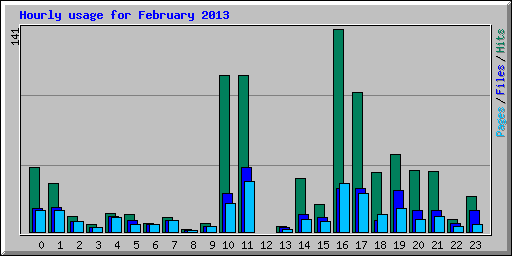 Hourly usage for February 2013
141
Pages/Files/Hits
0 1 2 3 4 5 6 7 8 9 10 11 12 13 14 15 16 17 18 19 20 21 22 23